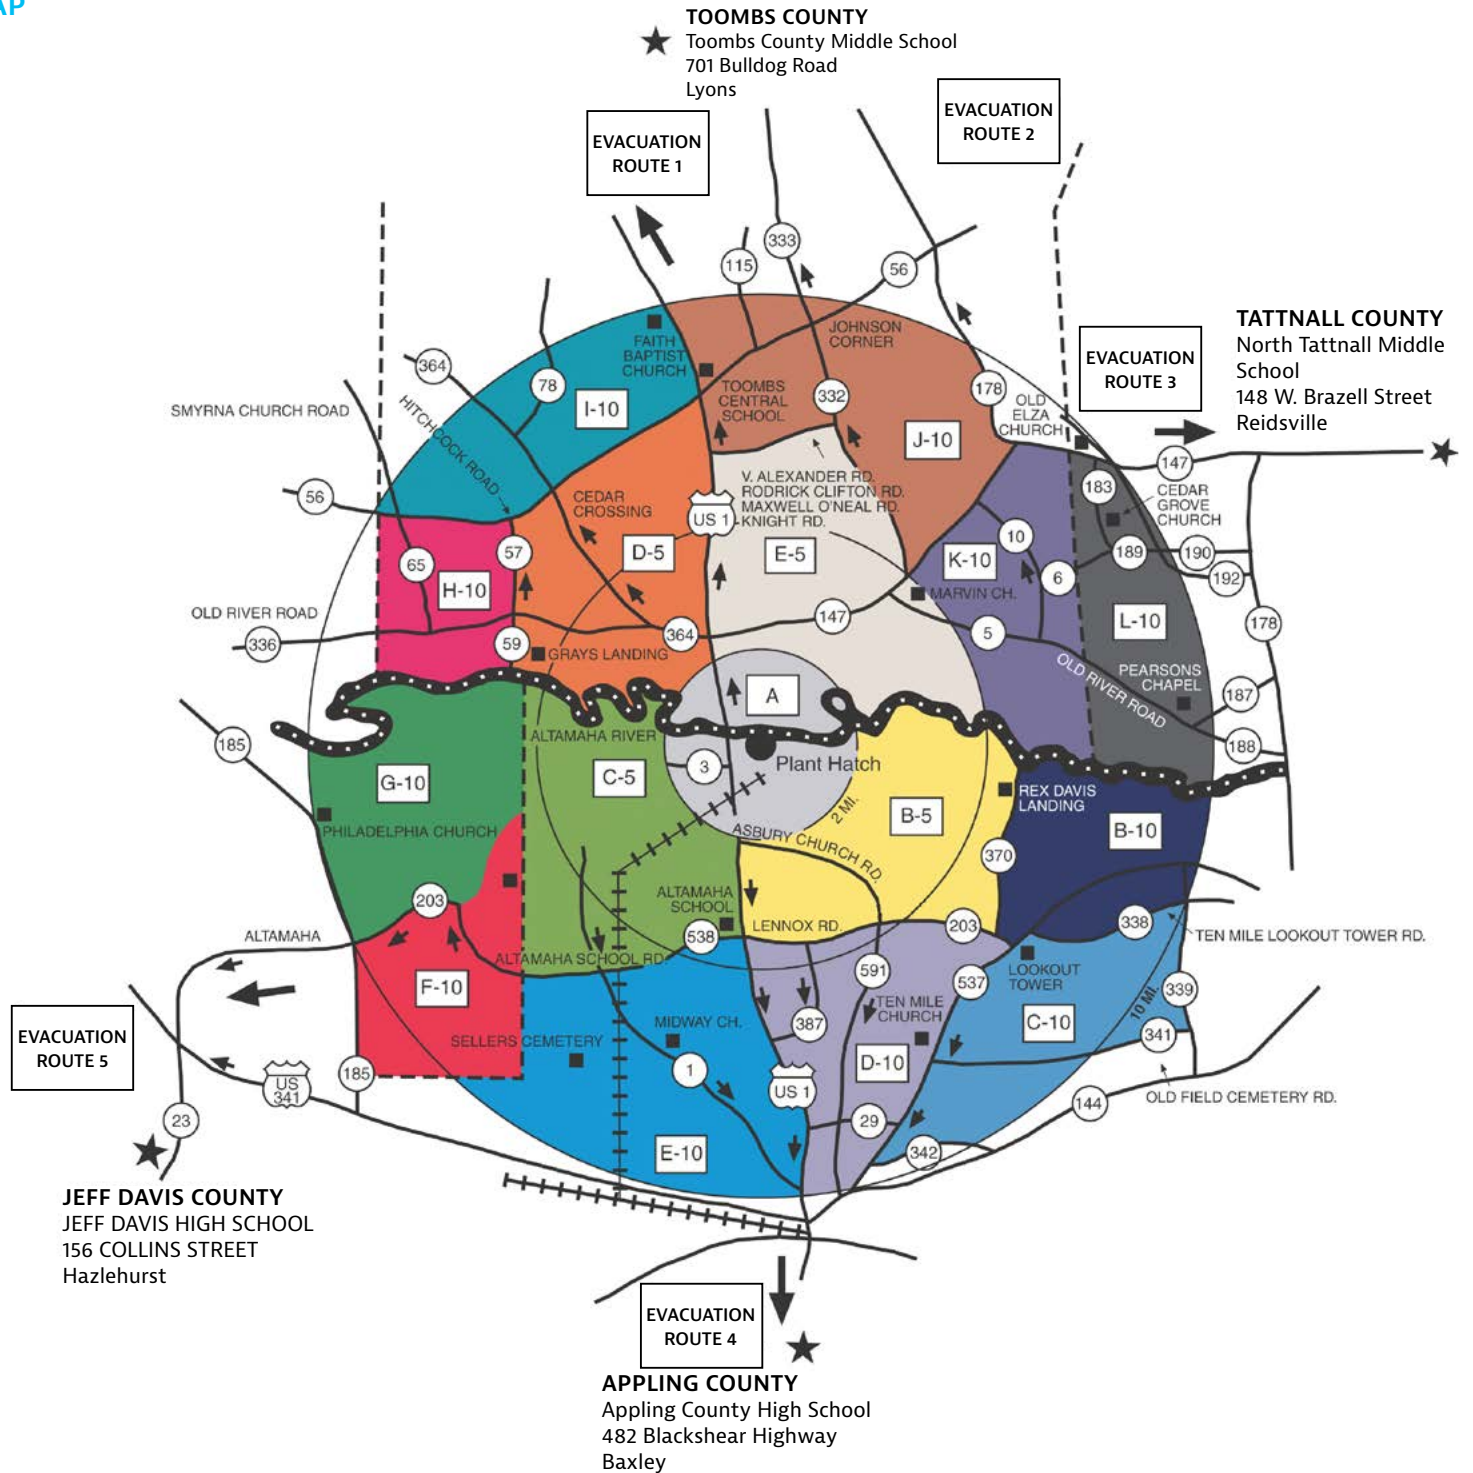 AP
TOOMBS COUNTY
Toombs County Middle School
701 Bulldog Road
Lyons
EVACUATION
ROUTE 1
EVACUATION
ROUTE 2
TATTNALL COUNTY
North Tattnall Middle
School
148 W. Brazell Street
Reidsville
EVACUATION
ROUTE 3
333
115
56
JOHNSON
CORNER
FAITH
BAPTIST
CHURCH
364
78
I-10
TOOMBS
CENTRAL
SCHOOL
332
178
OLD
ELZA
CHURCH
SMYRNA CHURCH ROAD
HITCHCOCK ROAD
J-10
147
183
CEDAR
GROVE
CHURCH
V. ALEXANDER RD.
RODRICK CLIFTON RD.
MAXWELL O'NEAL RD.
KNIGHT RD.
56
CEDAR
CROSSING
US 1
D-5
E-5
10
K-10
189
190
192
57
65
H-10
6
MARVIN CH.
L-10
178
OLD RIVER ROAD
336
59
364
147
5
GRAYS LANDING
OLD RIVER ROAD
PEARSONS
CHAPEL
187
188
A
185
ALTAMAHA RIVER
3
Plant Hatch
G-10
C-5
2 MI.
B-5
REX DAVIS
LANDING
B-10
PHILADELPHIA CHURCH
ASBURY CHURCH RD.
370
203
ALTAMAHA
SCHOOL
538
LENNOX RD.
203
338
TEN MILE LOOKOUT TOWER RD.
ALTAMAHA
ALTAMAHA SCHOOL RD.
F-10
591
537
LOOKOUT
TOWER
10 MI.
339
TEN MILE
CHURCH
387
C-10
341
EVACUATION
ROUTE 5
SELLERS CEMETERY
MIDWAY CH.
1
D-10
US
341
185
US 1
144
OLD FIELD CEMETERY RD.
23
29
342
E-10
JEFF DAVIS COUNTY
JEFF DAVIS HIGH SCHOOL
156 COLLINS STREET
Hazlehurst
EVACUATION
ROUTE 4
APPLING COUNTY
Appling County High School
482 Blackshear Highway
Baxley